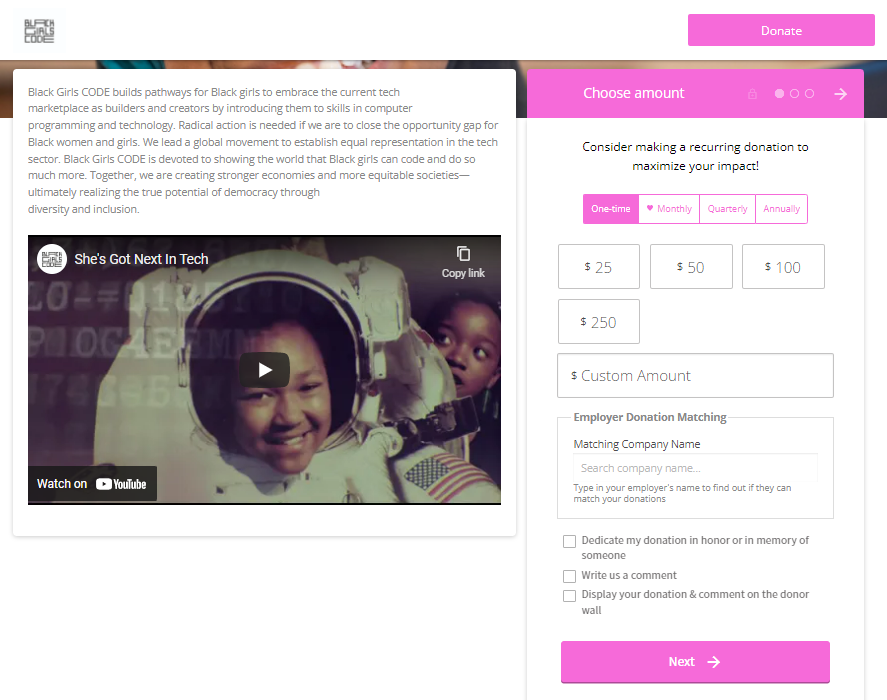 BLACK
GIRLS
CODE
Donate
Black Girls CODE builds pathways for Black girls to embrace the current tech
marketplace as builders and creators by introducing them to skills in computer
programming and technology. Radical action is needed if we are to close the opportunity gap for
Black women and girls. We lead a global movement to establish equal representation in the tech
sector. Black Girls CODE is devoted to showing the world that Black girls can code and do so
much more. Together, we are creating stronger economies and more equitable societies—
ultimately realizing the true potential of democracy through
diversity and inclusion.
She's Got Next In Tech
Copy link
Watch on YouTube
Choose amount
Consider making a recurring donation to
maximize your impact!
One-time Monthly Quarterly Annually
$ 25 $ 50 $ 100
$ 250
$ Custom Amount
Employer Donation Matching
Matching Company Name
Search company name...
Type in your employer's name to find out if they can
match your donations
Dedicate my donation in honor or in memory of
someone
Write us a comment
Display your donation & comment on the donor
wall
Next